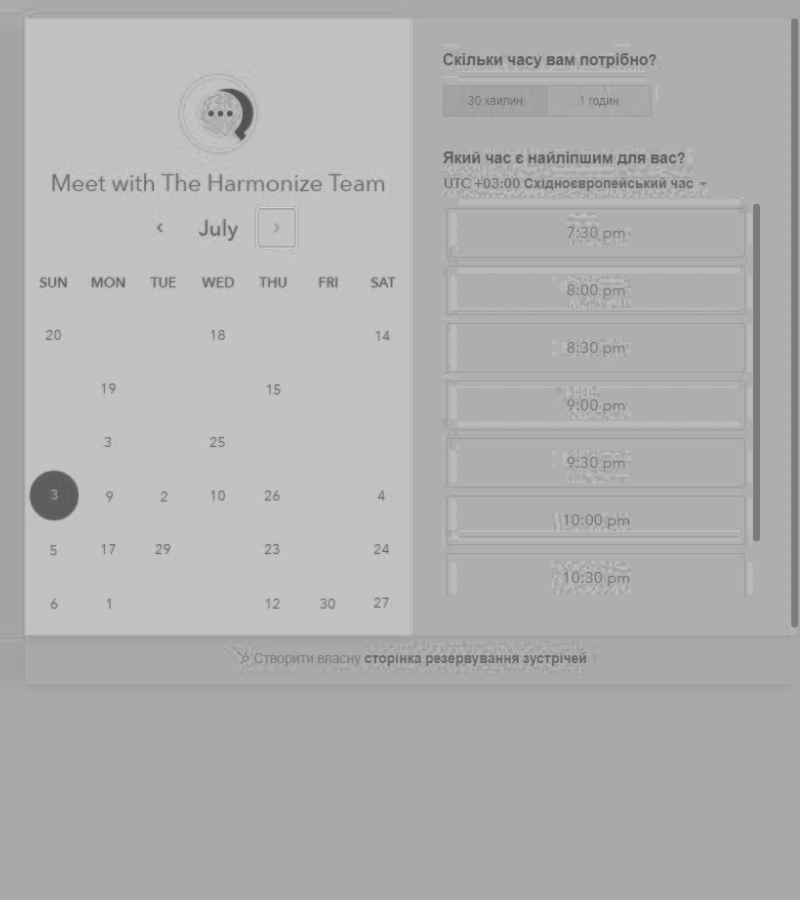 Meet with The Harmonize Team
July
SUN MON TUE WED THU FRI SAT
20 18 14
19 15
3 25
3 9 2 10 26 4
5 17 29 23 24
6 1 12 30 27
Скільки часу вам потрібно?
30 хвилин 1 годин
Який час є найліпшим для вас?
UTC +03:00 Східноєвропейський час
7:30 pm
8:00 pm
8:30 pm
9:00 pm
9:30 pm
10:00 pm
10:30 pm
Створити власну сторінка резервування зустрічей